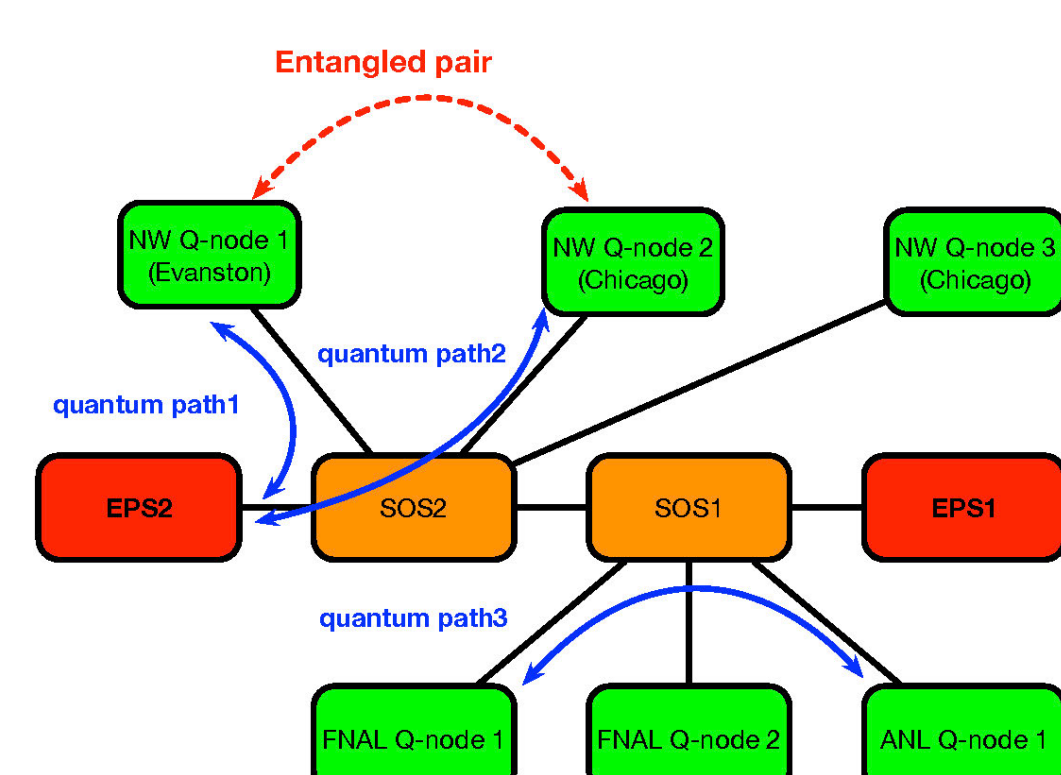 Entangled pair
NW Q-node 1
(Evanston)
NW Q-node 2
(Chicago)
NW Q-node 3
(Chicago)
quantum path2
quantum path1
EPS2
SOS2
SOS1
EPS1
quantum path3
FNAL Q-node 1
FNAL Q-node 2
ANL Q-node 1